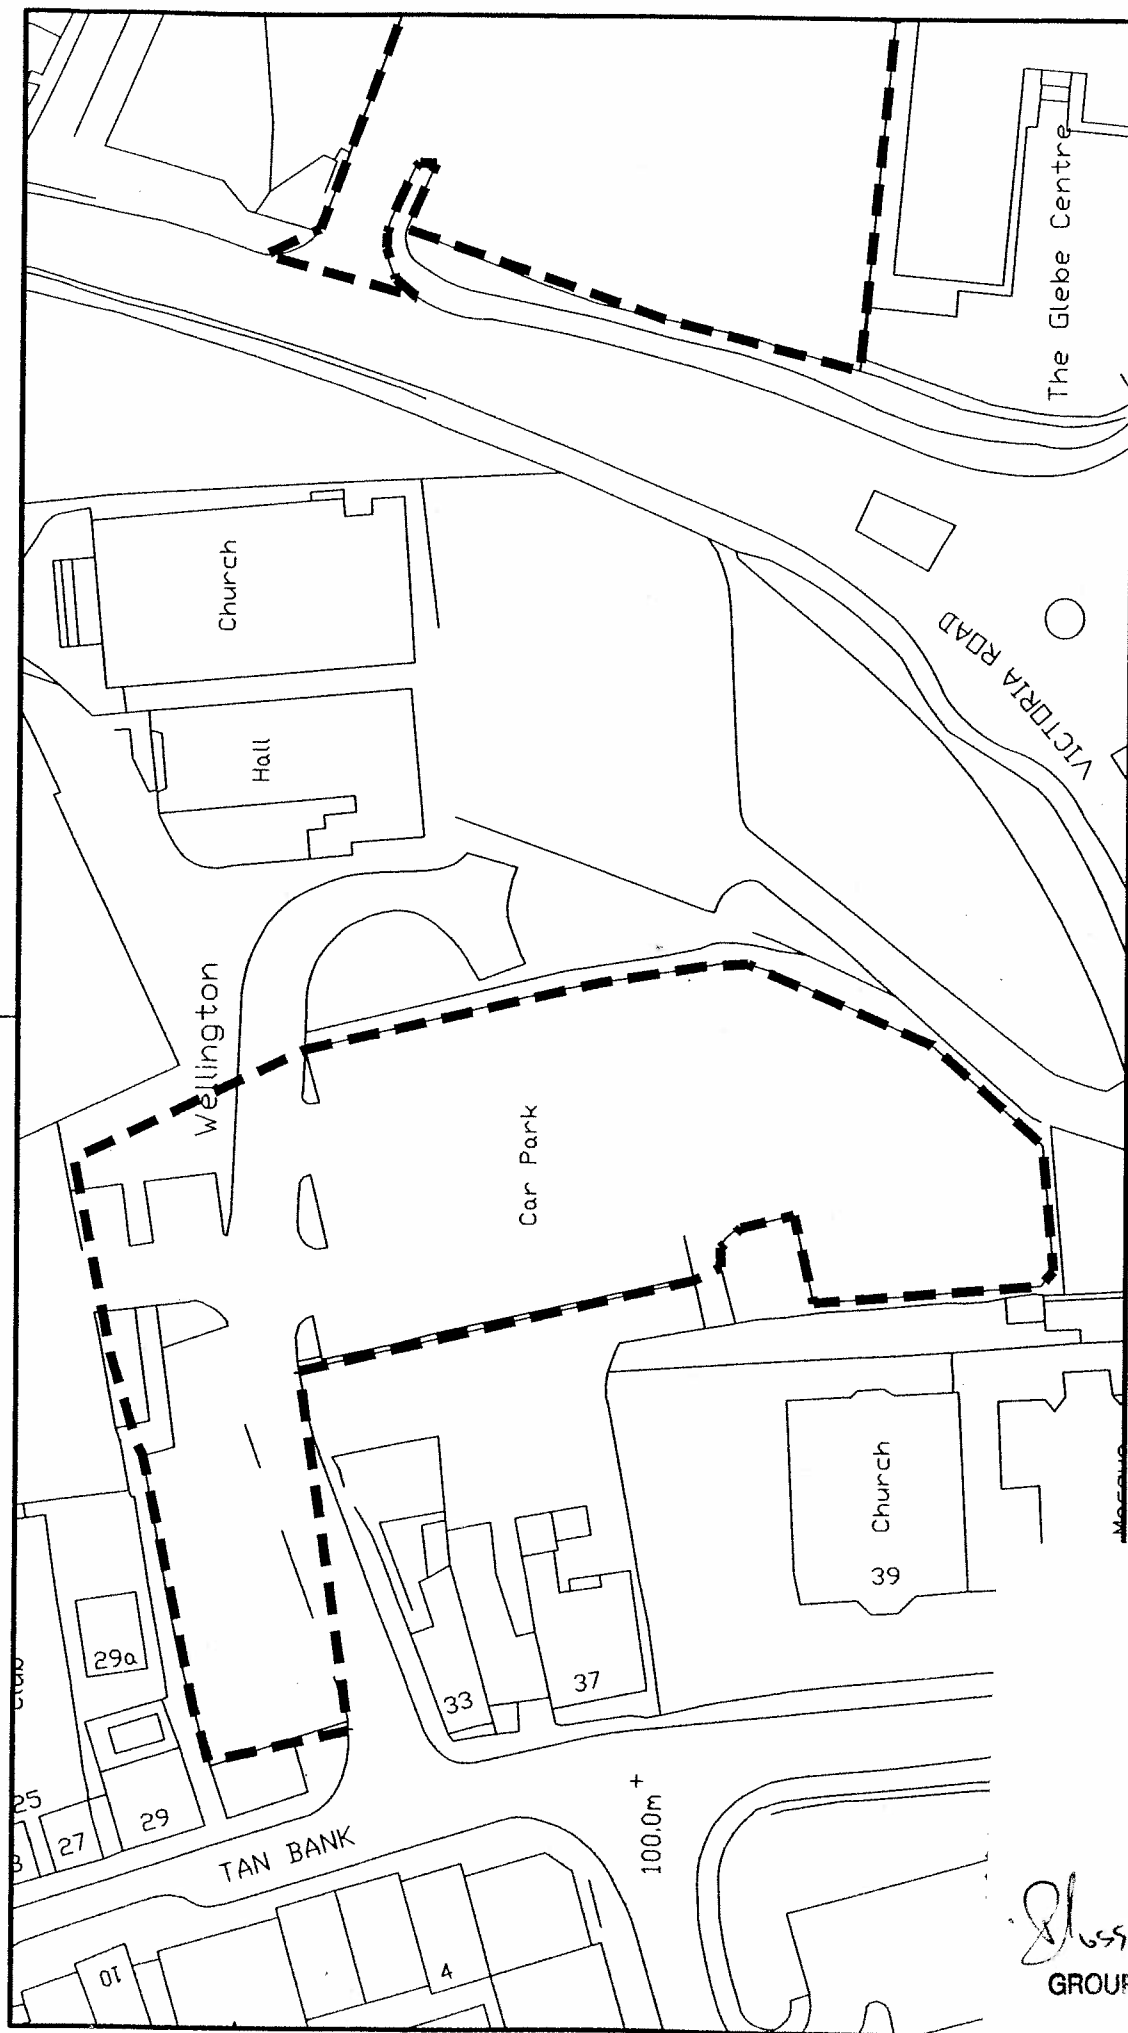 The Glebe Centre
Church
VICTORIA ROAD
Hall
Wellington
Car Park
Church
39
29a
33
37
25
27
29
TAN BANK
100.0m
+
10
4